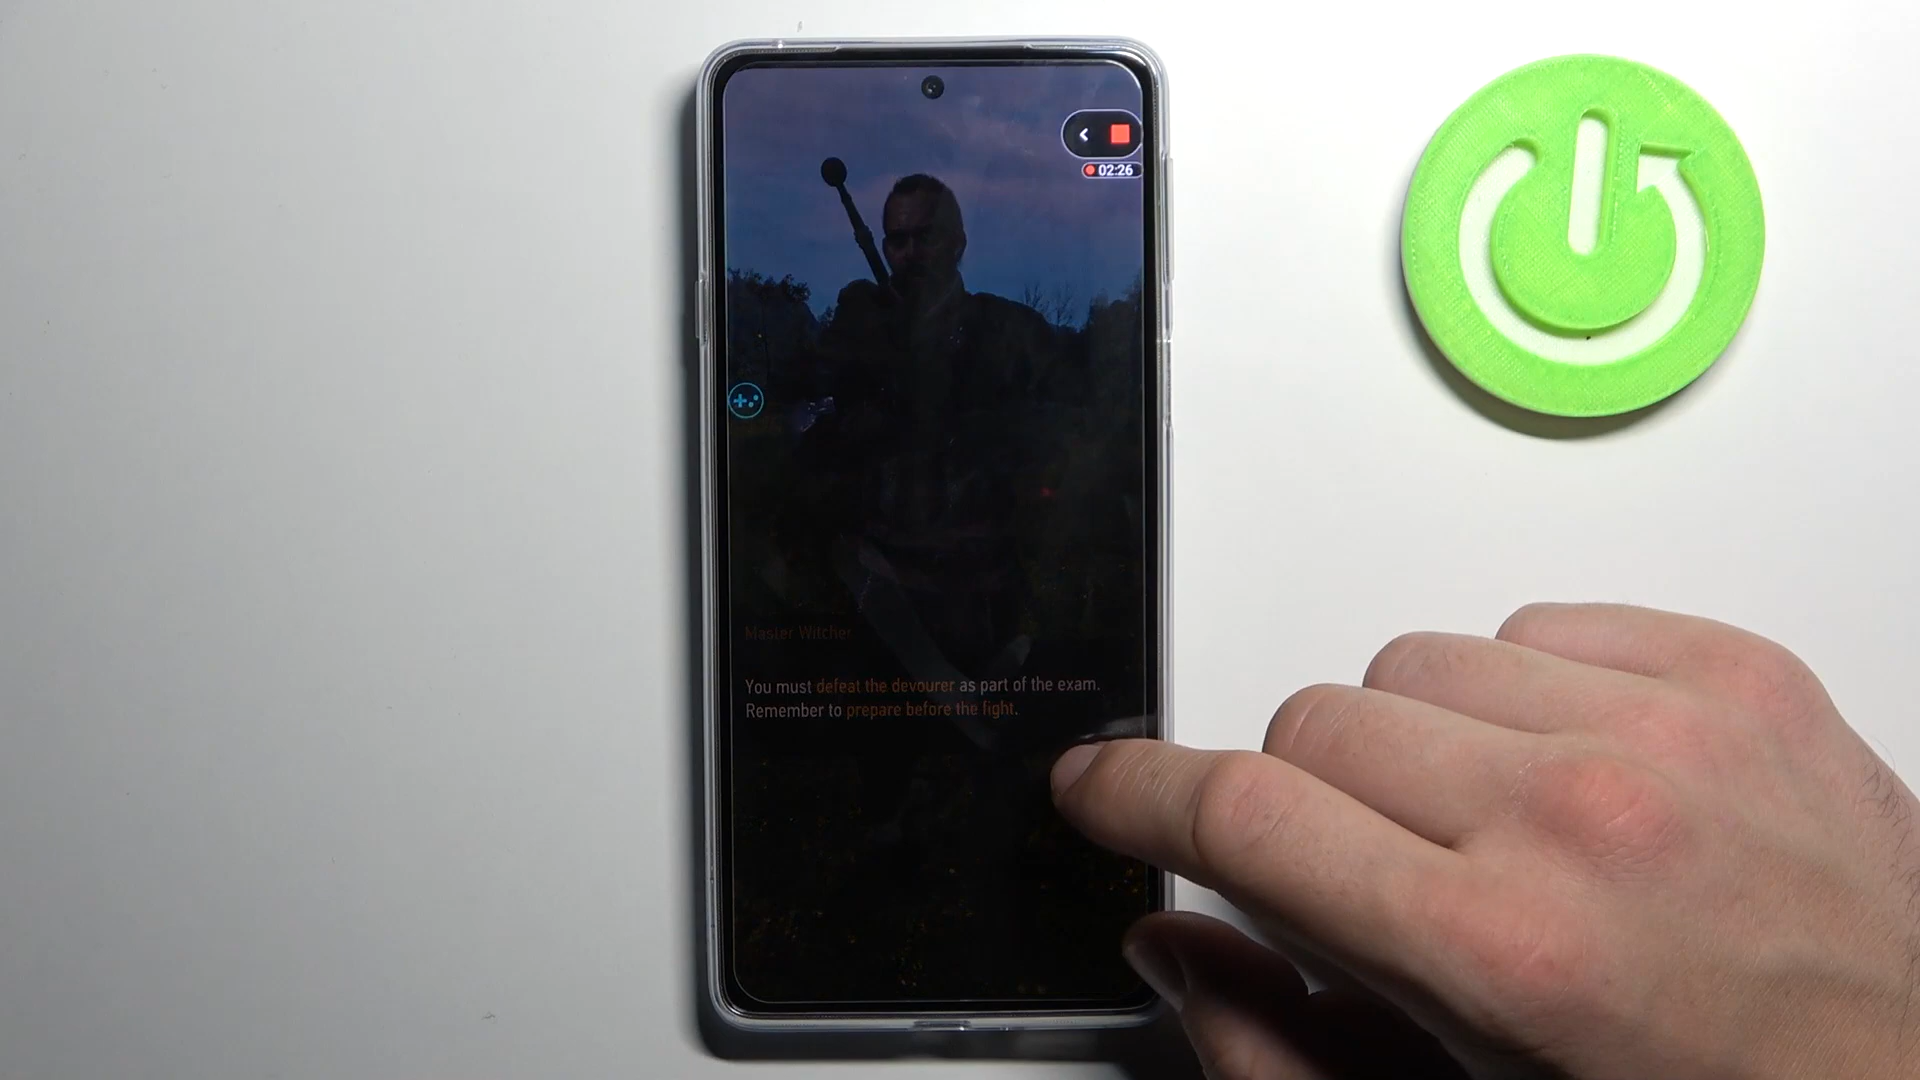 02:26
Master Witcher
You must defeat the devourer as part of the exam.
Remember to prepare before the fight.